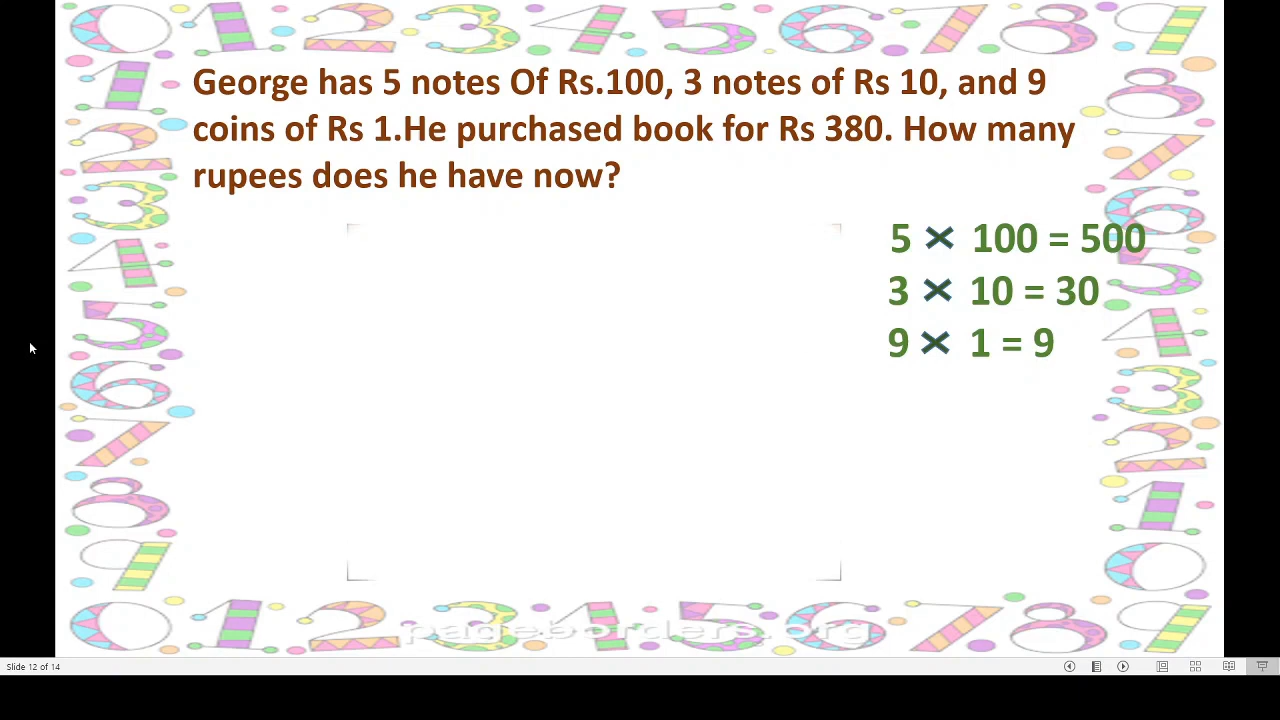 George has 5 notes Of Rs.100, 3 notes of Rs 10, and 9
coins of Rs 1.He purchased book for Rs 380. How many
rupees does he have now?
5 × 100 = 500
3 × 10 = 30
9 × 1 = 9
pageborders.org
Slide 12 of 14